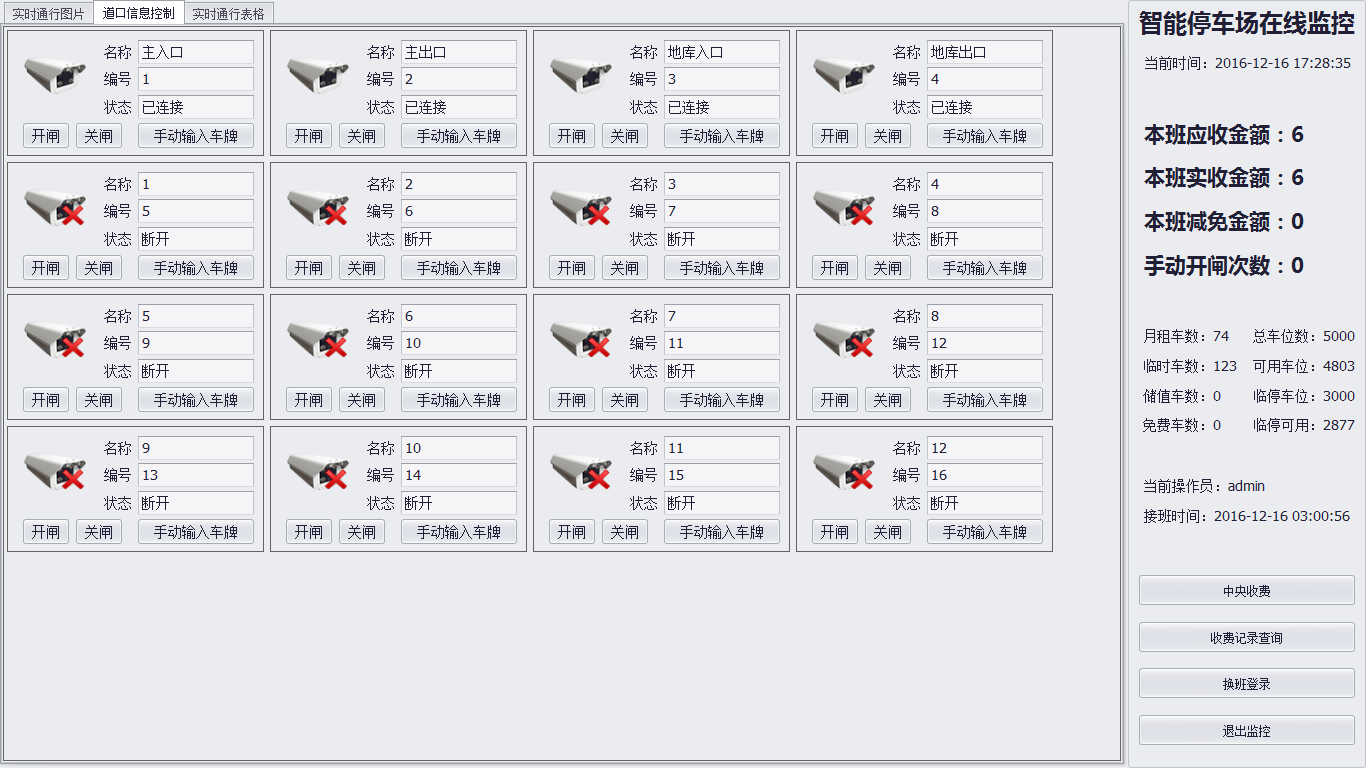 实时通行图片 道口信息控制 实时通行表格
名称 主入口
编号 1
状态 已连接
开闸 关闸 手动输入车牌
名称 主出口
编号 2
状态 已连接
开闸 关闸 手动输入车牌
名称 地库入口
编号 3
状态 已连接
开闸 关闸 手动输入车牌
名称 地库出口
编号 4
状态 已连接
开闸 关闸 手动输入车牌
名称 1
编号 5
状态 断开
开闸 关闸 手动输入车牌
名称 2
编号 6
状态 断开
开闸 关闸 手动输入车牌
名称 3
编号 7
状态 断开
开闸 关闸 手动输入车牌
名称 4
编号 8
状态 断开
开闸 关闸 手动输入车牌
名称 5
编号 9
状态 断开
开闸 关闸 手动输入车牌
名称 6
编号 10
状态 断开
开闸 关闸 手动输入车牌
名称 7
编号 11
状态 断开
开闸 关闸 手动输入车牌
名称 8
编号 12
状态 断开
开闸 关闸 手动输入车牌
名称 9
编号 13
状态 断开
开闸 关闸 手动输入车牌
名称 10
编号 14
状态 断开
开闸 关闸 手动输入车牌
名称 11
编号 15
状态 断开
开闸 关闸 手动输入车牌
名称 12
编号 16
状态 断开
开闸 关闸 手动输入车牌
智能停车场在线监控
当前时间：2016-12-16 17:28:35
本班应收金额：6
本班实收金额：6
本班减免金额：0
手动开闸次数：0
月租车数：74 总车位数：5000
临时车数：123 可用车位：4803
储值车数：0 临停车位：3000
免费车数：0 临停可用：2877
当前操作员：admin
接班时间：2016-12-16 03:00:56
中央收费
收费记录查询
换班登录
退出监控